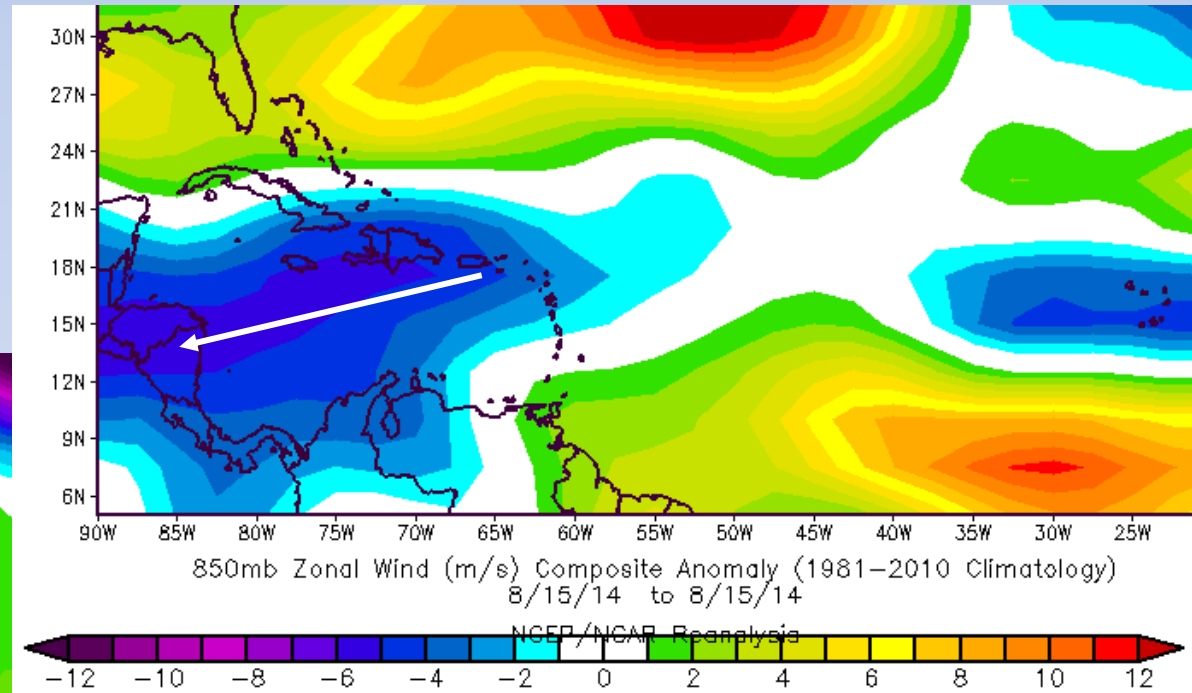 30N
27N
24N
21N
18N
15N
12N
9N
6N
90W 85W 80W 75W 70W 65W 60W 55W 50W 45W 40W 35W 30W 25W
850mb Zonal Wind (m/s) Composite Anomaly (1981-2010 Climatology)
8/15/14 to 8/15/14
NCEP/NCAR Reanalysis
-12 -10 -8 -6 -4 -2 0 2 4 6 8 10 12